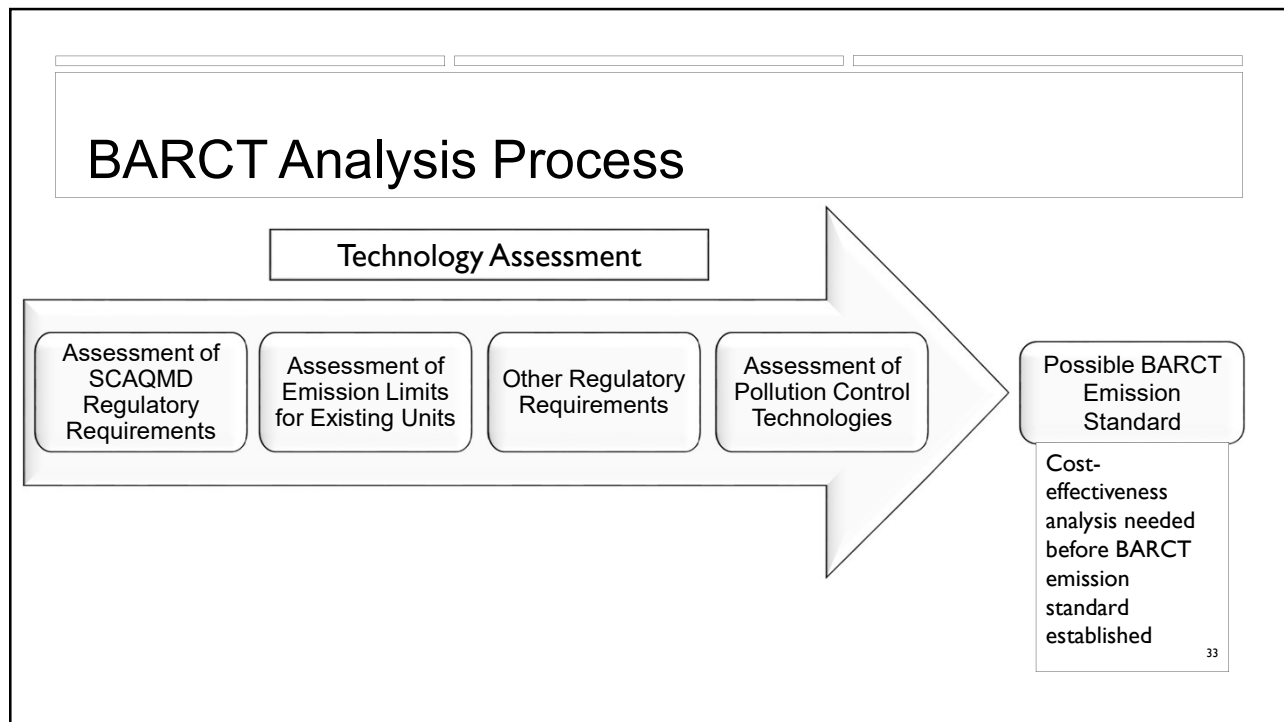 BARCT Analysis Process
Technology Assessment
Assessment of
SCAQMD
Regulatory
Requirements
Assessment of
Emission Limits
for Existing Units
Other Regulatory
Requirements
Assessment of
Pollution Control
Technologies
Possible BARCT
Emission
Standard
Cost-
effectiveness
analysis needed
before BARCT
emission
standard
established
33